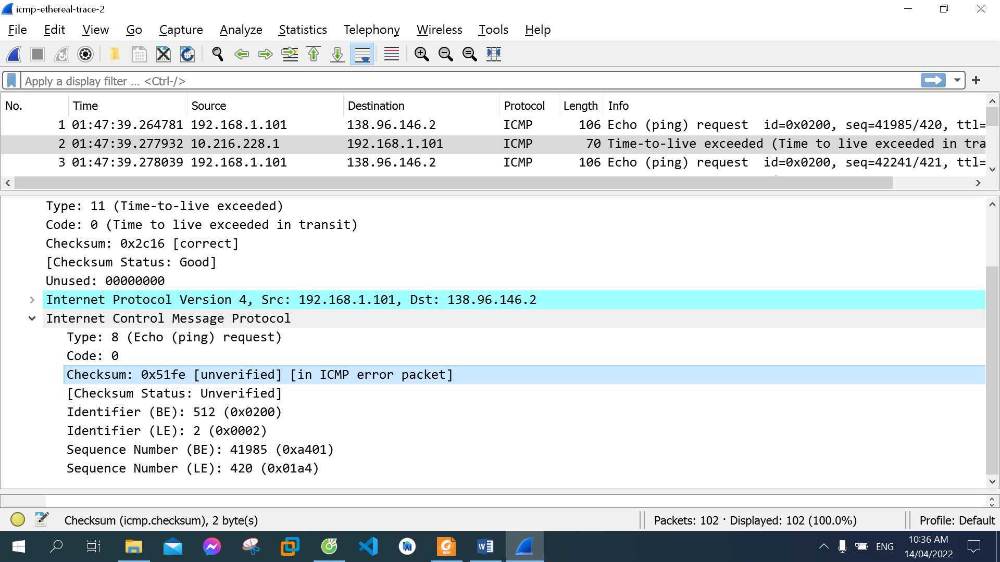 icmp-ethereal-trace-2
File Edit View Go Capture Analyze Statistics Telephony Wireless Tools Help
Apply a display filter ... <Ctrl-/>
No. Time Source Destination Protocol Length Info
1 01:47:39.264781 192.168.1.101 138.96.146.2 ICMP 106 Echo (ping) request id=0x0200, seq=41985/420, ttl=
2 01:47:39.277932 10.216.228.1 192.168.1.101 ICMP 70 Time-to-live exceeded (Time to live exceeded in tra
3 01:47:39.278039 192.168.1.101 138.96.146.2 ICMP 106 Echo (ping) request id=0x0200, seq=42241/421, ttl=
Type: 11 (Time-to-live exceeded)
Code: 0 (Time to live exceeded in transit)
Checksum: 0x2c16 [correct]
[Checksum Status: Good]
Unused: 00000000
Internet Protocol Version 4, Src: 192.168.1.101, Dst: 138.96.146.2
Internet Control Message Protocol
Type: 8 (Echo (ping) request)
Code: 0
Checksum: 0x51fe [unverified] [in ICMP error packet]
[Checksum Status: Unverified]
Identifier (BE): 512 (0x0200)
Identifier (LE): 2 (0x0002)
Sequence Number (BE): 41985 (0xa401)
Sequence Number (LE): 420 (0x01a4)
Checksum (icmp.checksum), 2 byte(s)
Packets: 102 · Displayed: 102 (100.0%)
Profile: Default
PDF
ENG
10:36 AM
14/04/2022